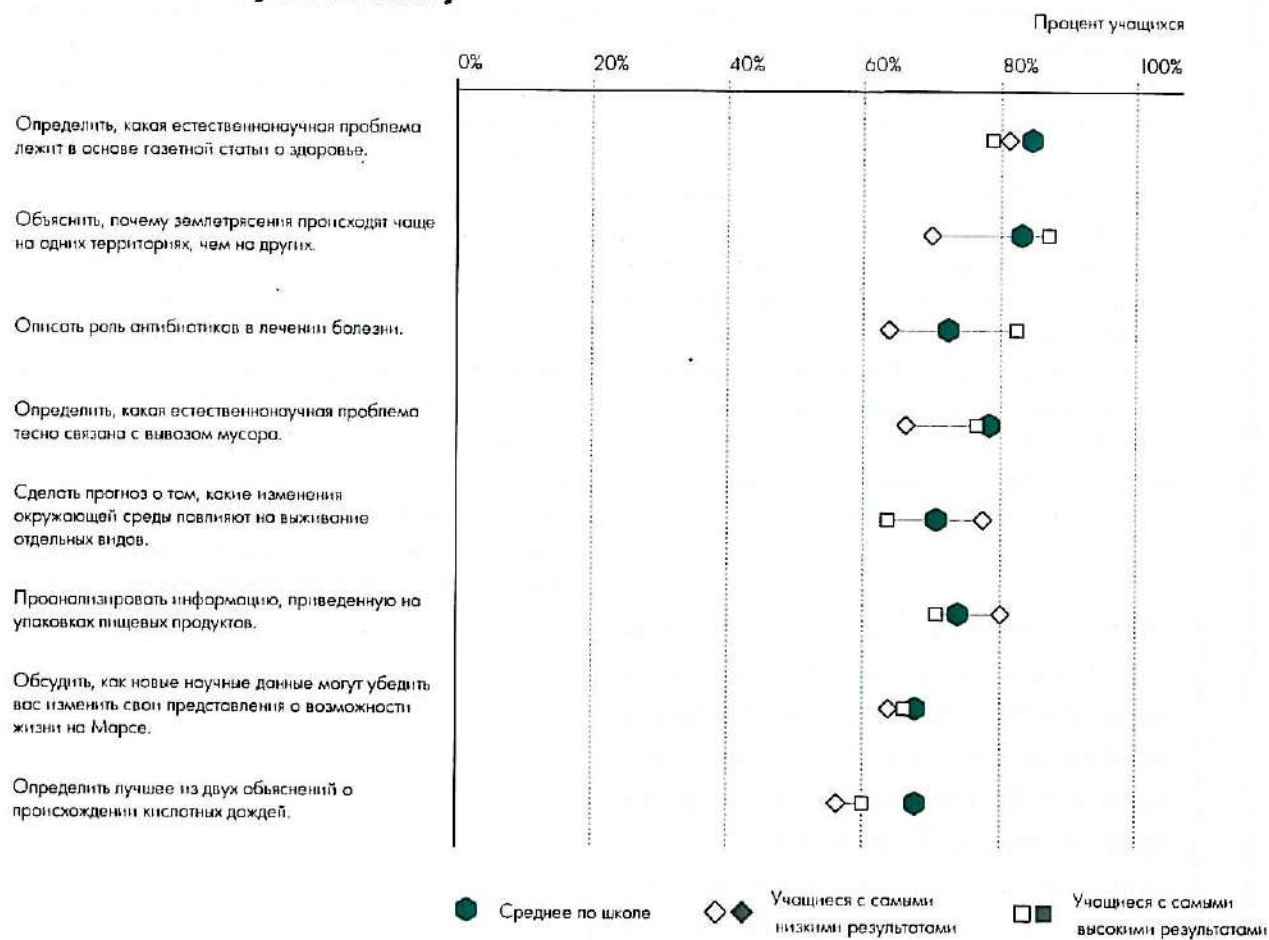 Процент учащихся
0% 20% 40% 60% 80% 100%
Определить, какая естественнонаучная проблема
лежит в основе газетной статьи о здоровье.
Объяснить, почему землетрясения происходят чаще
на одних территориях, чем на других.
Описать роль антибиотиков в лечении болезни.
Определить, какая естественнонаучная проблема
тесно связана с вывозом мусора.
Сделать прогноз о том, какие изменения
окружающей среды повлияют на выживание
отдельных видов.
Проанализировать информацию, приведенную на
упаковках пищевых продуктов.
Обсудить, как новые научные данные могут убедить
вас изменить свои представления о возможности
жизни на Марсе.
Определить лучшее из двух объяснений о
происхождении кислотных дождей.
Среднее по школе
Учащиеся с самыми
низкими результатами
Учащиеся с самыми
высокими результатами